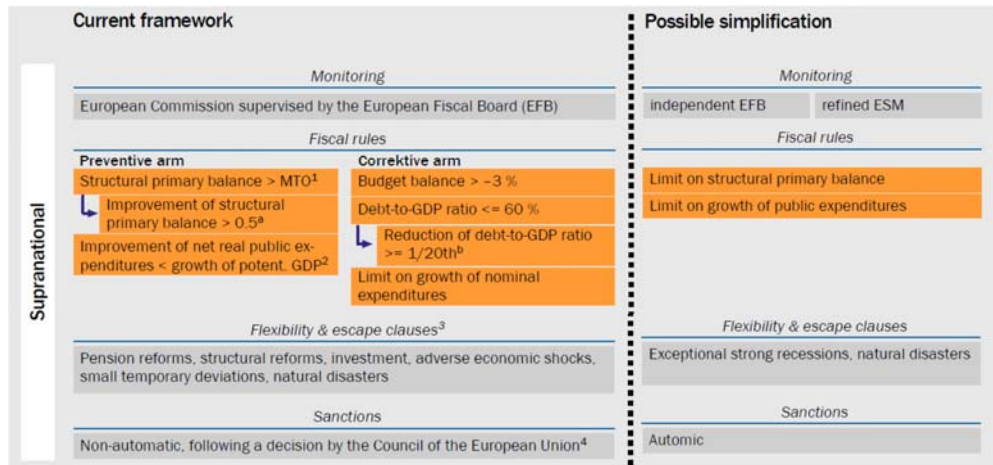 Current framework
Possible simplification
Supranational
Monitoring
European Commission supervised by the European Fiscal Board (EFB)
Fiscal rules
Preventive arm
Structural primary balance > MTO¹
Improvement of structural
primary balance > 0.5ᵃ
Improvement of net real public ex-
penditures < growth of potent. GDP²
Correktive arm
Budget balance > –3 %
Debt-to-GDP ratio <= 60 %
Reduction of debt-to-GDP ratio
>= 1/20thᵇ
Limit on growth of nominal
expenditures
Flexibility & escape clauses³
Pension reforms, structural reforms, investment, adverse economic shocks,
small temporary deviations, natural disasters
Sanctions
Non-automatic, following a decision by the Council of the European Union⁴
Monitoring
independent EFB
refined ESM
Fiscal rules
Limit on structural primary balance
Limit on growth of public expenditures
Flexibility & escape clauses
Exceptional strong recessions, natural disasters
Sanctions
Automic